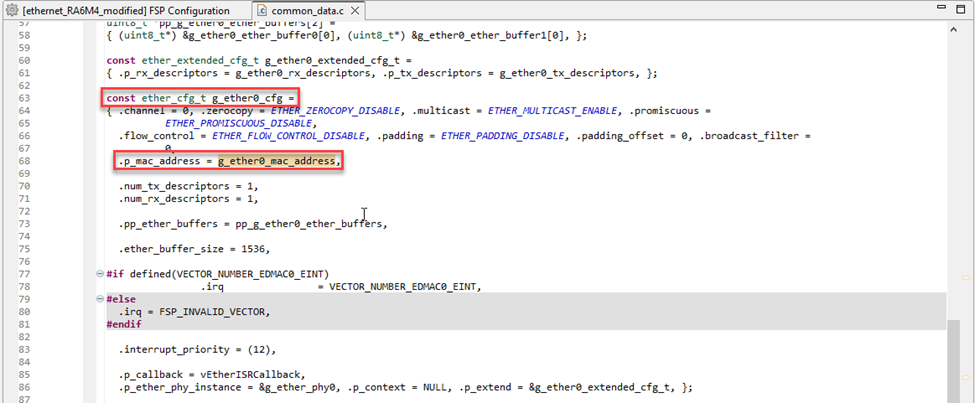 [ethernet_RA6M4_modified] FSP Configuration
common_data.c
57 uint8_t *pp_g_ether0_ether_buffers[2] =
58 { (uint8_t*) &g_ether0_ether_buffer0[0], (uint8_t*) &g_ether0_ether_buffer1[0], };
59
60 const ether_extended_cfg_t g_ether0_extended_cfg_t =
61 { .p_rx_descriptors = g_ether0_rx_descriptors, .p_tx_descriptors = g_ether0_tx_descriptors, };
62
63 const ether_cfg_t g_ether0_cfg =
64 { .channel = 0, .zerocopy = ETHER_ZEROCOPY_DISABLE, .multicast = ETHER_MULTICAST_ENABLE, .promiscuous =
65 ETHER_PROMISCUOUS_DISABLE,
66 .flow_control = ETHER_FLOW_CONTROL_DISABLE, .padding = ETHER_PADDING_DISABLE, .padding_offset = 0, .broadcast_filter =
67 0,
68 .p_mac_address = g_ether0_mac_address,
69
70 .num_tx_descriptors = 1,
71 .num_rx_descriptors = 1,
72
73 .pp_ether_buffers = pp_g_ether0_ether_buffers,
74
75 .ether_buffer_size = 1536,
76
77 #if defined(VECTOR_NUMBER_EDMAC0_EINT)
78 .irq = VECTOR_NUMBER_EDMAC0_EINT,
79 #else
80 .irq = FSP_INVALID_VECTOR,
81 #endif
82
83 .interrupt_priority = (12),
84
85 .p_callback = vEtherISRCallback,
86 .p_ether_phy_instance = &g_ether_phy0, .p_context = NULL, .p_extend = &g_ether0_extended_cfg_t, };
87